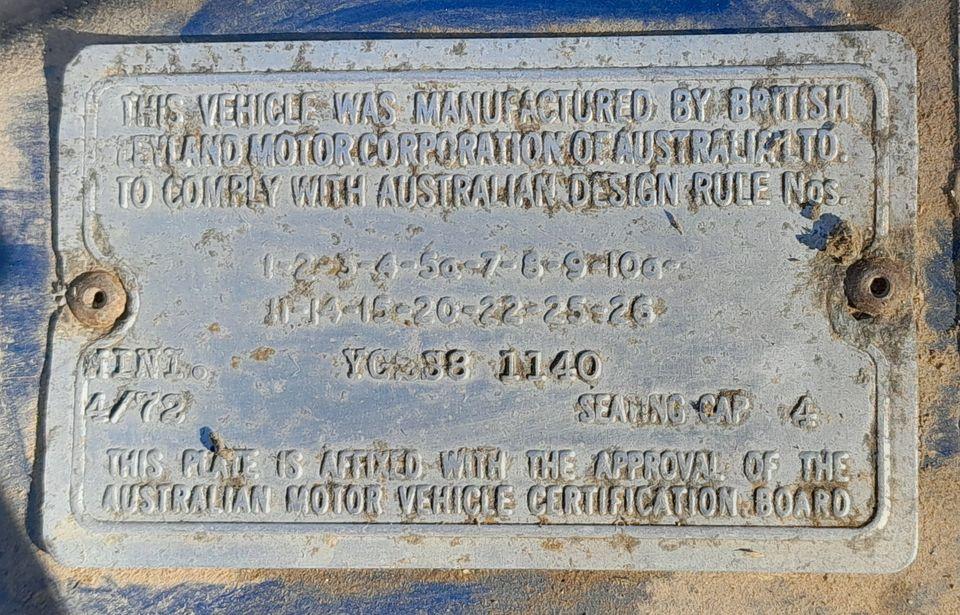 THIS VEHICLE WAS MANUFACTURED BY BRITISH
LEYLAND MOTOR CORPORATION OF AUSTRALIA LTD.
TO COMPLY WITH AUSTRALIAN DESIGN RULE Nos.
1-2-3-4-5a-7-8-9-10a-
11-14-15-20-22-25-26
MINI. YG2S8 1140
4/72 SEATING CAP 4
THIS PLATE IS AFFIXED WITH THE APPROVAL OF THE
AUSTRALIAN MOTOR VEHICLE CERTIFICATION BOARD